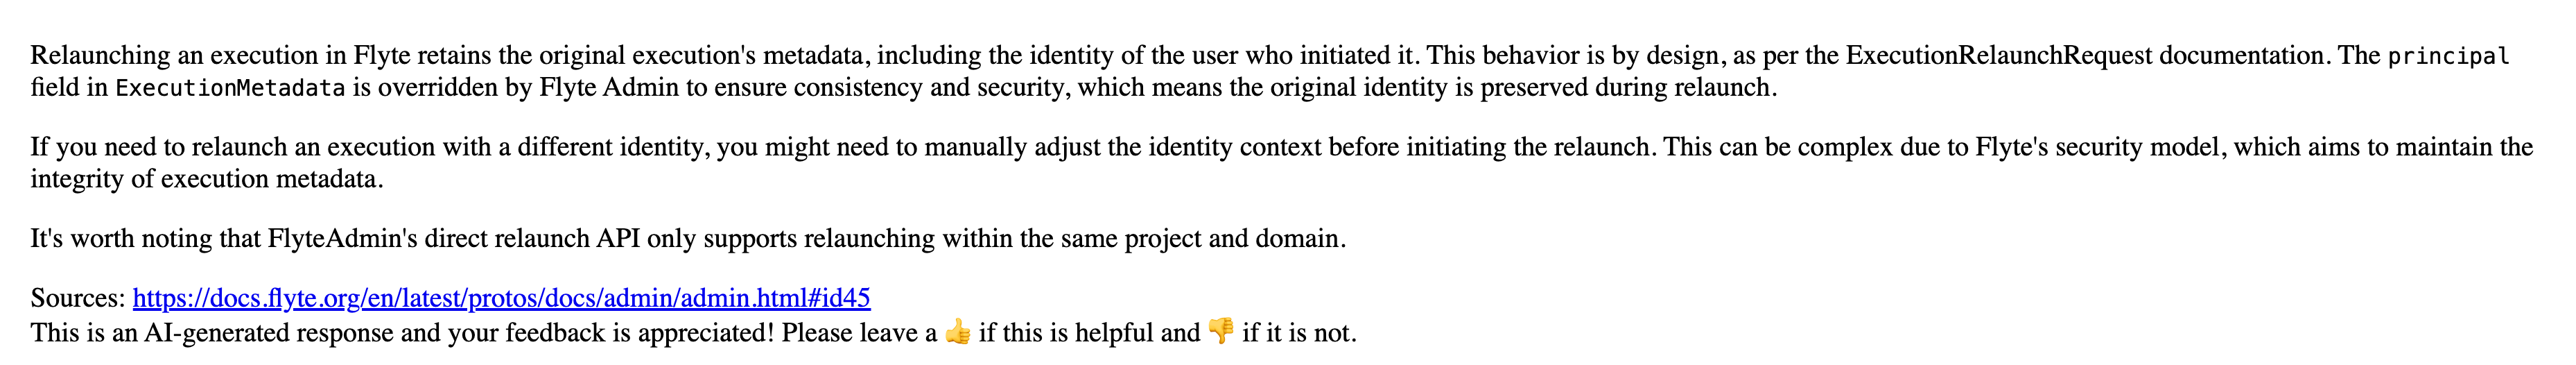 Relaunching an execution in Flyte retains the original execution's metadata, including the identity of the user who initiated it. This behavior is by design, as per the ExecutionRelaunchRequest documentation. The principal
field in ExecutionMetadata is overridden by Flyte Admin to ensure consistency and security, which means the original identity is preserved during relaunch.
If you need to relaunch an execution with a different identity, you might need to manually adjust the identity context before initiating the relaunch. This can be complex due to Flyte's security model, which aims to maintain the
integrity of execution metadata.
It's worth noting that FlyteAdmin's direct relaunch API only supports relaunching within the same project and domain.
Sources: https://docs.flyte.org/en/latest/protos/docs/admin/admin.html#id45
This is an AI-generated response and your feedback is appreciated! Please leave a 👍 if this is helpful and 👎 if it is not.